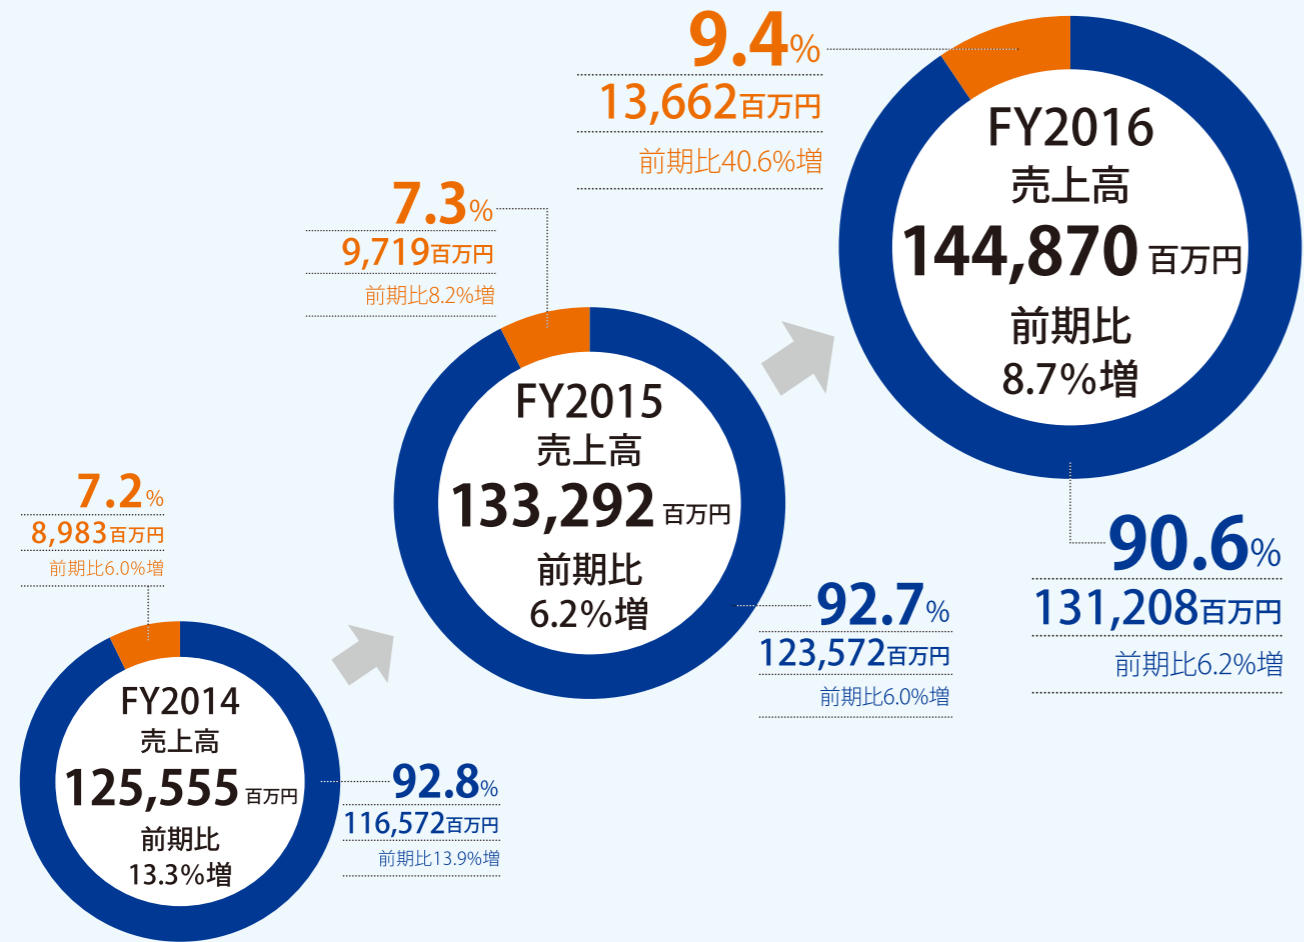 9.4%
13,662百万円
前期比40.6%増
FY2016
売上高
144,870百万円
前期比
8.7%増
90.6%
131,208百万円
前期比6.2%増
7.3%
9,719百万円
前期比8.2%増
FY2015
売上高
133,292百万円
前期比
6.2%増
92.7%
123,572百万円
前期比6.0%増
7.2%
8,983百万円
前期比6.0%増
FY2014
売上高
125,555百万円
前期比
13.3%増
92.8%
116,572百万円
前期比13.9%増